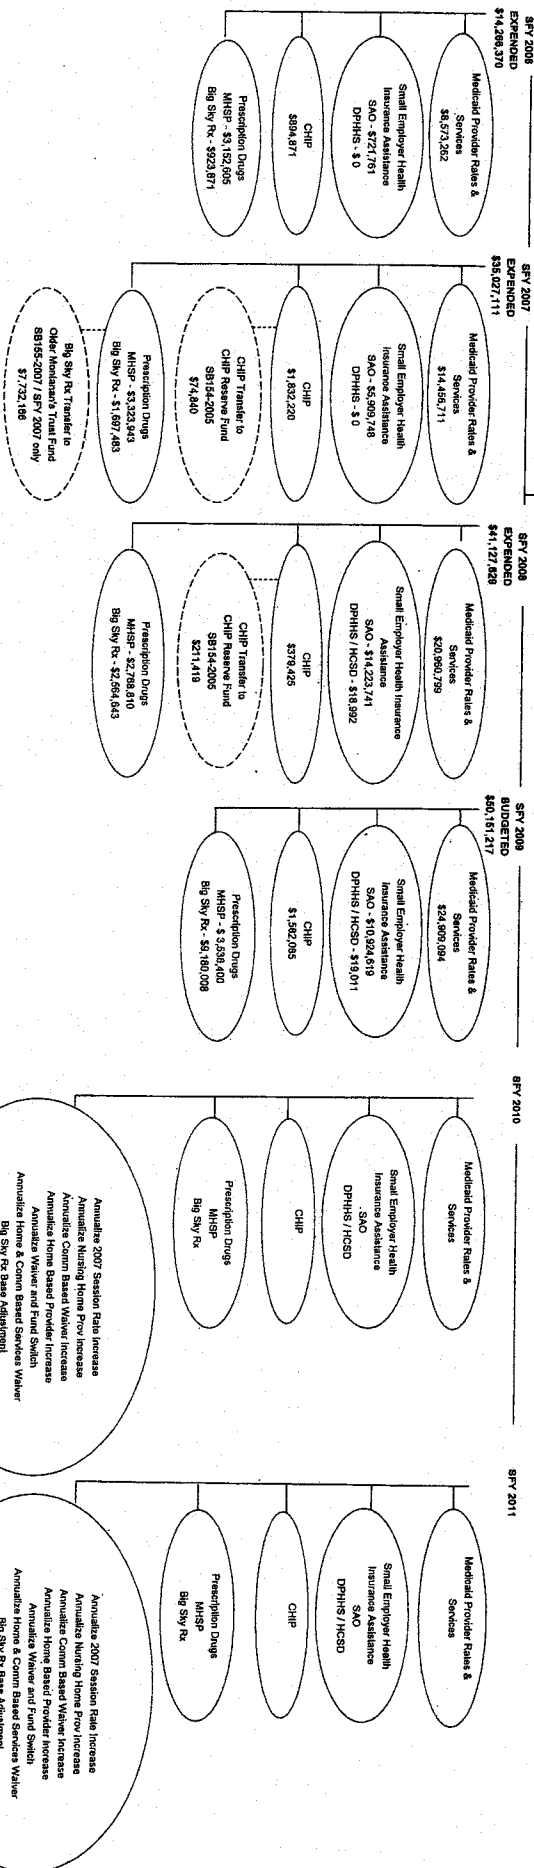 SFY 2006
EXPENDED
$14,266,370
Medicaid Provider Rates &
Services
$8,573,262
Small Employer Health
Insurance Assistance
SAO - $721,761
DPHHS - $ 0
CHIP
$894,871
Prescription Drugs
MHSP - $3,152,605
Big Sky Rx - $923,871
SFY 2007
EXPENDED
$35,027,111
Medicaid Provider Rates &
Services
$14,456,711
Small Employer Health
Insurance Assistance
SAO - $5,909,748
DPHHS - $ 0
CHIP
$1,832,220
CHIP Transfer to
CHIP Reserve Fund
SB154-2005
$74,840
Prescription Drugs
MHSP - $3,323,943
Big Sky Rx - $1,697,483
Big Sky Rx Transfer to
Older Montanan's Trust Fund
SB155-2007 / SFY 2007 only
$7,732,166
SFY 2008
EXPENDED
$41,127,829
Medicaid Provider Rates &
Services
$20,960,799
Small Employer Health Insurance
Assistance
SAO - $14,223,741
DPHHS / HCSD - $18,992
CHIP
$379,425
CHIP Transfer to
CHIP Reserve Fund
SB154-2005
$211,419
Prescription Drugs
MHSP - $2,768,810
Big Sky Rx - $2,564,643
SFY 2009
BUDGETED
$50,151,217
Medicaid Provider Rates &
Services
$24,909,094
Small Employer Health
Insurance Assistance
SAO - $10,924,619
DPHHS / HCSD - $19,011
CHIP
$1,582,085
Prescription Drugs
MHSP - $ 3,536,400
Big Sky Rx - $9,180,008
SFY 2010
Medicaid Provider Rates &
Services
Small Employer Health
Insurance Assistance
SAO
DPHHS / HCSD
CHIP
Prescription Drugs
MHSP
Big Sky Rx
Annualize 2007 Session Rate Increase
Annualize Nursing Home Prov Increase
Annualize Comm Based Waiver Increase
Annualize Home Based Provider Increase
Annualize Waiver and Fund Switch
Annualize Home & Comm Based Services Waiver
Big Sky Rx Base Adjustment
SFY 2011
Medicaid Provider Rates &
Services
Small Employer Health
Insurance Assistance
SAO
DPHHS / HCSD
CHIP
Prescription Drugs
MHSP
Big Sky Rx
Annualize 2007 Session Rate Increase
Annualize Nursing Home Prov Increase
Annualize Comm Based Waiver Increase
Annualize Home Based Provider Increase
Annualize Waiver and Fund Switch
Annualize Home & Comm Based Services Waiver
Big Sky Rx Base Adjustment